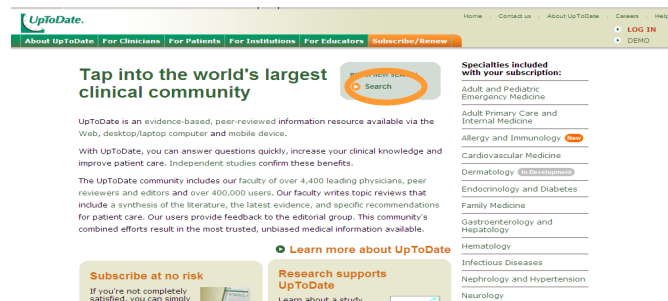 UpToDate.
Home Contact us About UpToDate Careers Help
LOG IN
DEMO
About UpToDate For Clinicians For Patients For Institutions For Educators Subscribe/Renew
Tap into the world's largest
clinical community
NEW SEARCH
Search
UpToDate is an evidence-based, peer-reviewed information resource available via the
Web, desktop/laptop computer and mobile device.
With UpToDate, you can answer questions quickly, increase your clinical knowledge and
improve patient care. Independent studies confirm these benefits.
The UpToDate community includes our faculty of over 4,400 leading physicians, peer
reviewers and editors and over 400,000 users. Our faculty writes topic reviews that
include a synthesis of the literature, the latest evidence, and specific recommendations
for patient care. Our users provide feedback to the editorial group. This community's
combined efforts result in the most trusted, unbiased medical information available.
Learn more about UpToDate
Subscribe at no risk
If you're not completely
satisfied, you can simply
Research supports
UpToDate
Learn about a study
Specialties included
with your subscription:
Adult and Pediatric
Emergency Medicine
Adult Primary Care and
Internal Medicine
Allergy and Immunology New
Cardiovascular Medicine
Dermatology In Development
Endocrinology and Diabetes
Family Medicine
Gastroenterology and
Hepatology
Hematology
Infectious Diseases
Nephrology and Hypertension
Neurology